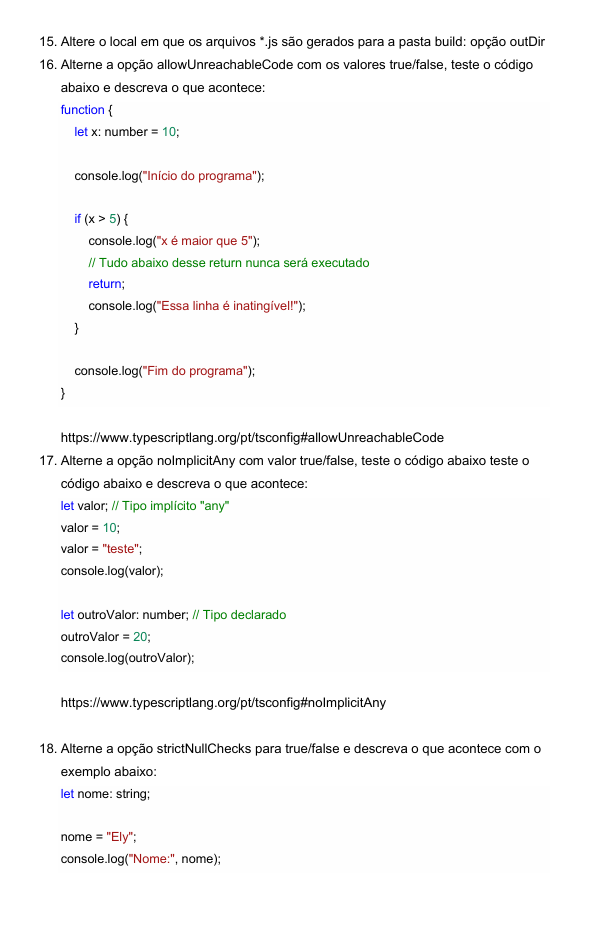 15. Altere o local em que os arquivos *.js são gerados para a pasta build: opção outDir
16. Alterne a opção allowUnreachableCode com os valores true/false, teste o código
abaixo e descreva o que acontece:
function {
let x: number = 10;
console.log("Início do programa");
if (x > 5) {
console.log("x é maior que 5");
// Tudo abaixo desse return nunca será executado
return;
console.log("Essa linha é inatingível!");
}
console.log("Fim do programa");
}
https://www.typescriptlang.org/pt/tsconfig#allowUnreachableCode
17. Alterne a opção noImplicitAny com valor true/false, teste o código abaixo teste o
código abaixo e descreva o que acontece:
let valor; // Tipo implícito "any"
valor = 10;
valor = "teste";
console.log(valor);
let outroValor: number; // Tipo declarado
outroValor = 20;
console.log(outroValor);
https://www.typescriptlang.org/pt/tsconfig#noImplicitAny
18. Alterne a opção strictNullChecks para true/false e descreva o que acontece com o
exemplo abaixo:
let nome: string;
nome = "Ely";
console.log("Nome:", nome);